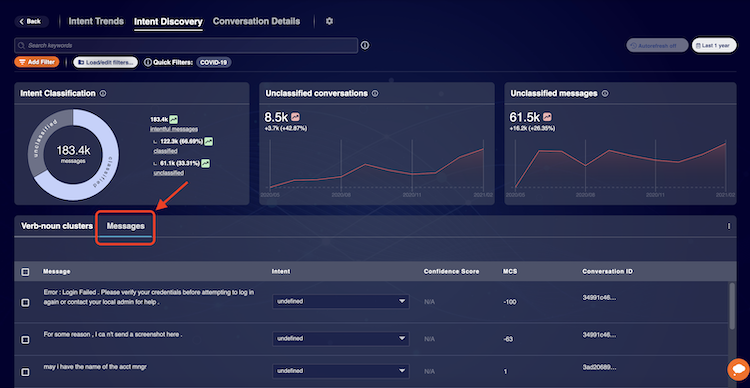 Back
Intent Trends
Intent Discovery
Conversation Details
Search keywords
Autorefresh off
Last 1 year
Add Filter
Load/edit filters...
Quick Filters:
COVID-19
Intent Classification
unclassified
classified
183.4k
messages
183.4k
intentful messages
122.3k (66.69%)
classified
61.1k (33.31%)
unclassified
Unclassified conversations
8.5k
+3.7k (+42.87%)
2020/05
2020/08
2020/11
2021/02
Unclassified messages
61.5k
+16.2k (+26.35%)
2020/05
2020/08
2020/11
2021/02
Verb-noun clusters
Messages
Message
Intent
Confidence Score
MCS
Conversation ID
Error : Login Failed . Please verify your credentials before attempting to log in
again or contact your local admin for help .
undefined
N/A
-100
34991c46...
For some reason , I ca n't send a screenshot here .
undefined
N/A
-63
34991c46...
may I have the name of the acct mngr
undefined
N/A
1
3ad20689...